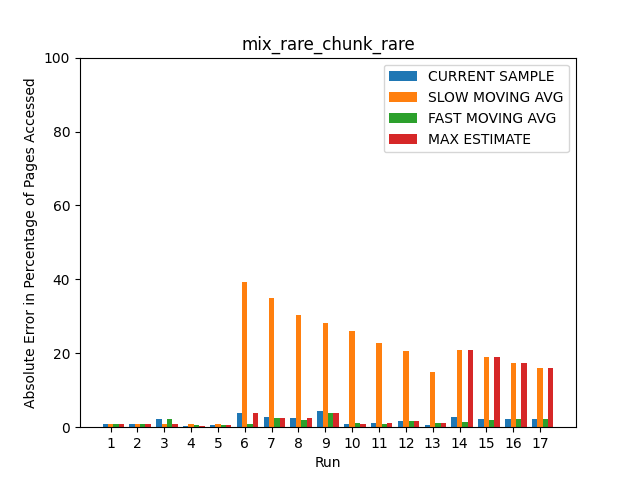 mix_rare_chunk_rare
Absolute Error in Percentage of Pages Accessed
100
80
60
40
20
0
CURRENT SAMPLE
SLOW MOVING AVG
FAST MOVING AVG
MAX ESTIMATE
1 2 3 4 5 6 7 8 9 10 11 12 13 14 15 16 17
Run